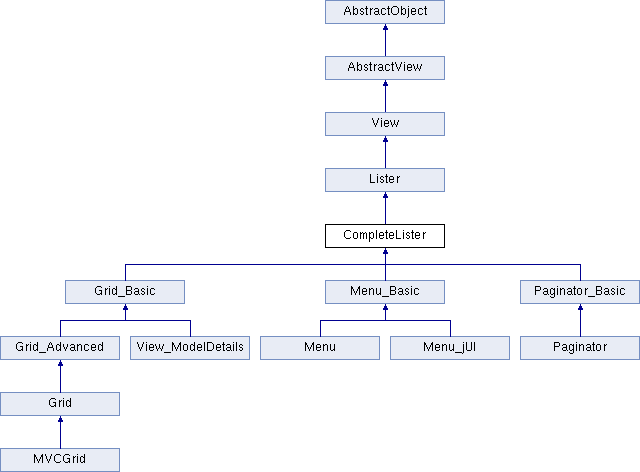 AbstractObject
AbstractView
View
Lister
CompleteLister
Grid_Basic
Menu_Basic
Paginator_Basic
Grid_Advanced
View_ModelDetails
Menu
Menu_jUI
Paginator
Grid
MVCGrid